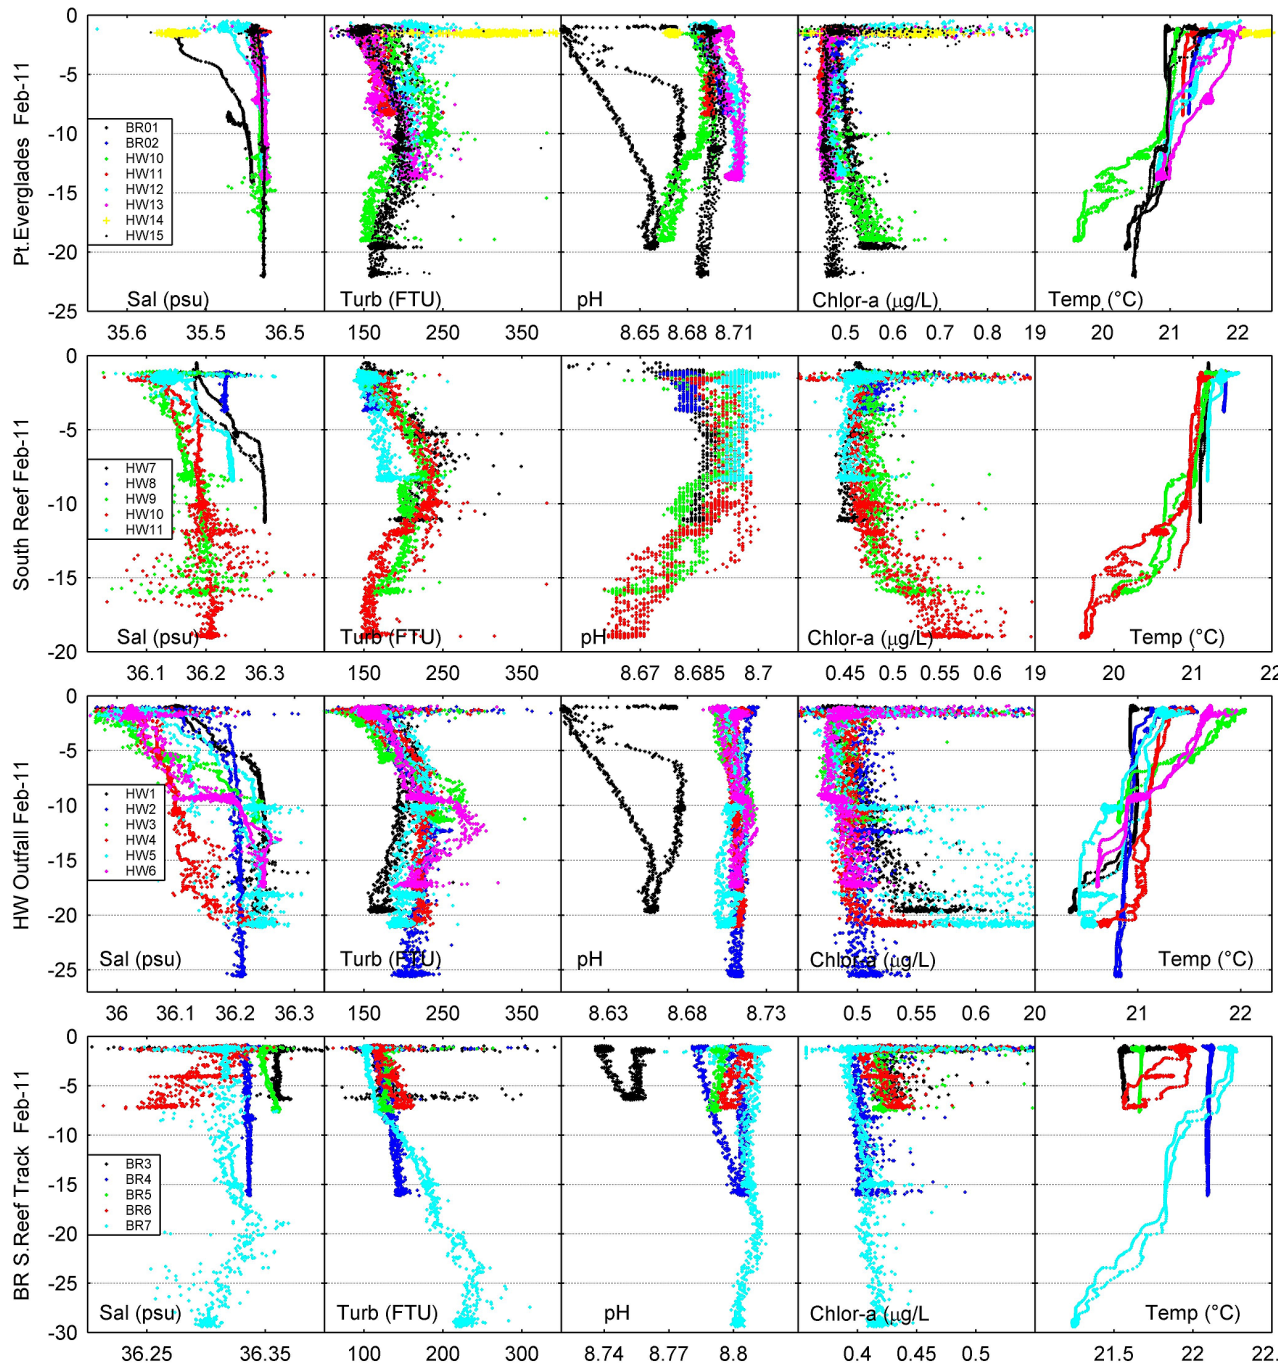 0
-5
-10
-15
-20
-25
Pt.Everglades Feb-11
BR01
BR02
HW10
HW11
HW12
HW13
HW14
HW15
Sal (psu)
Turb (FTU)
pH
Chlor-a (μg/L)
Temp (°C)
35.6 35.5 36.5 150 250 350 8.65 8.68 8.71 0.5 0.6 0.7 0.8 0.9 19 20 21 22
0
-5
-10
-15
-20
South Reef Feb-11
HW7
HW8
HW9
HW10
HW11
Sal (psu)
Turb (FTU)
pH
Chlor-a (μg/L)
Temp (°C)
36.1 36.2 36.3 150 250 350 8.67 8.685 8.7 0.45 0.5 0.55 0.6 19 20 21 22
0
-5
-10
-15
-20
-25
HW Outfall Feb-11
HW1
HW2
HW3
HW4
HW5
HW6
Sal (psu)
Turb (FTU)
pH
Chlor-a (μg/L)
Temp (°C)
36 36.1 36.2 36.3 150 250 350 8.63 8.68 8.73 0.5 0.55 0.6 20 21 22
0
-5
-10
-15
-20
-25
-30
BR S.Reef Track Feb-11
BR3
BR4
BR5
BR6
BR7
Sal (psu)
Turb (FTU)
pH
Chlor-a (μg/L
Temp (°C)
36.25 36.35 100 200 300 8.74 8.77 8.8 0.4 0.5 21.5 22 22.